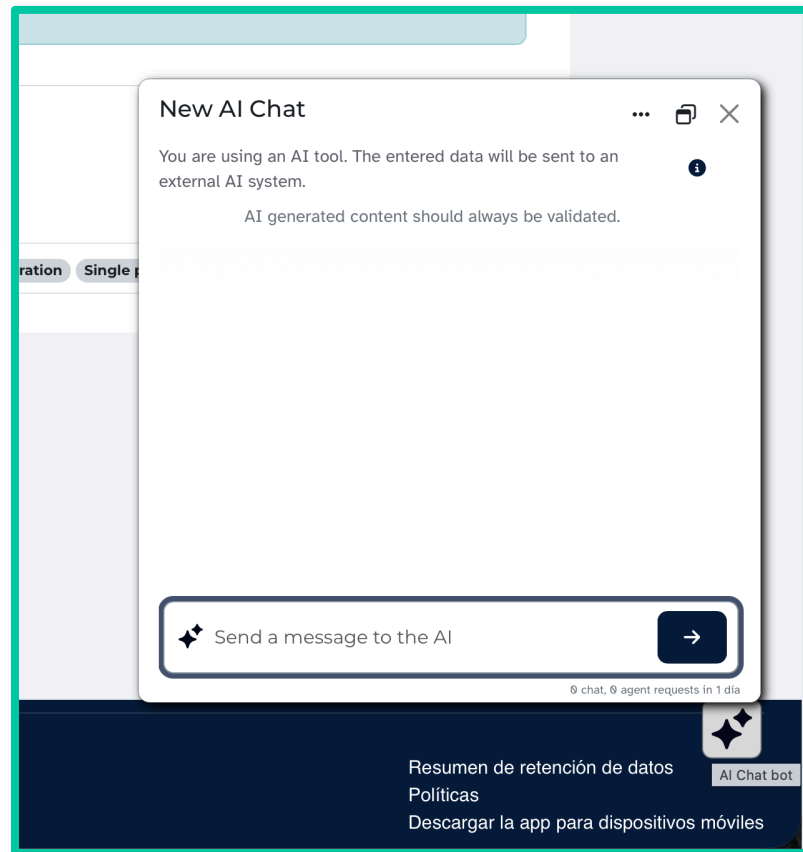 New AI Chat
You are using an AI tool. The entered data will be sent to an
external AI system.
AI generated content should always be validated.
ration Single p
Send a message to the AI
0 chat, 0 agent requests in 1 día
AI Chat bot
Resumen de retención de datos
Políticas
Descargar la app para dispositivos móviles